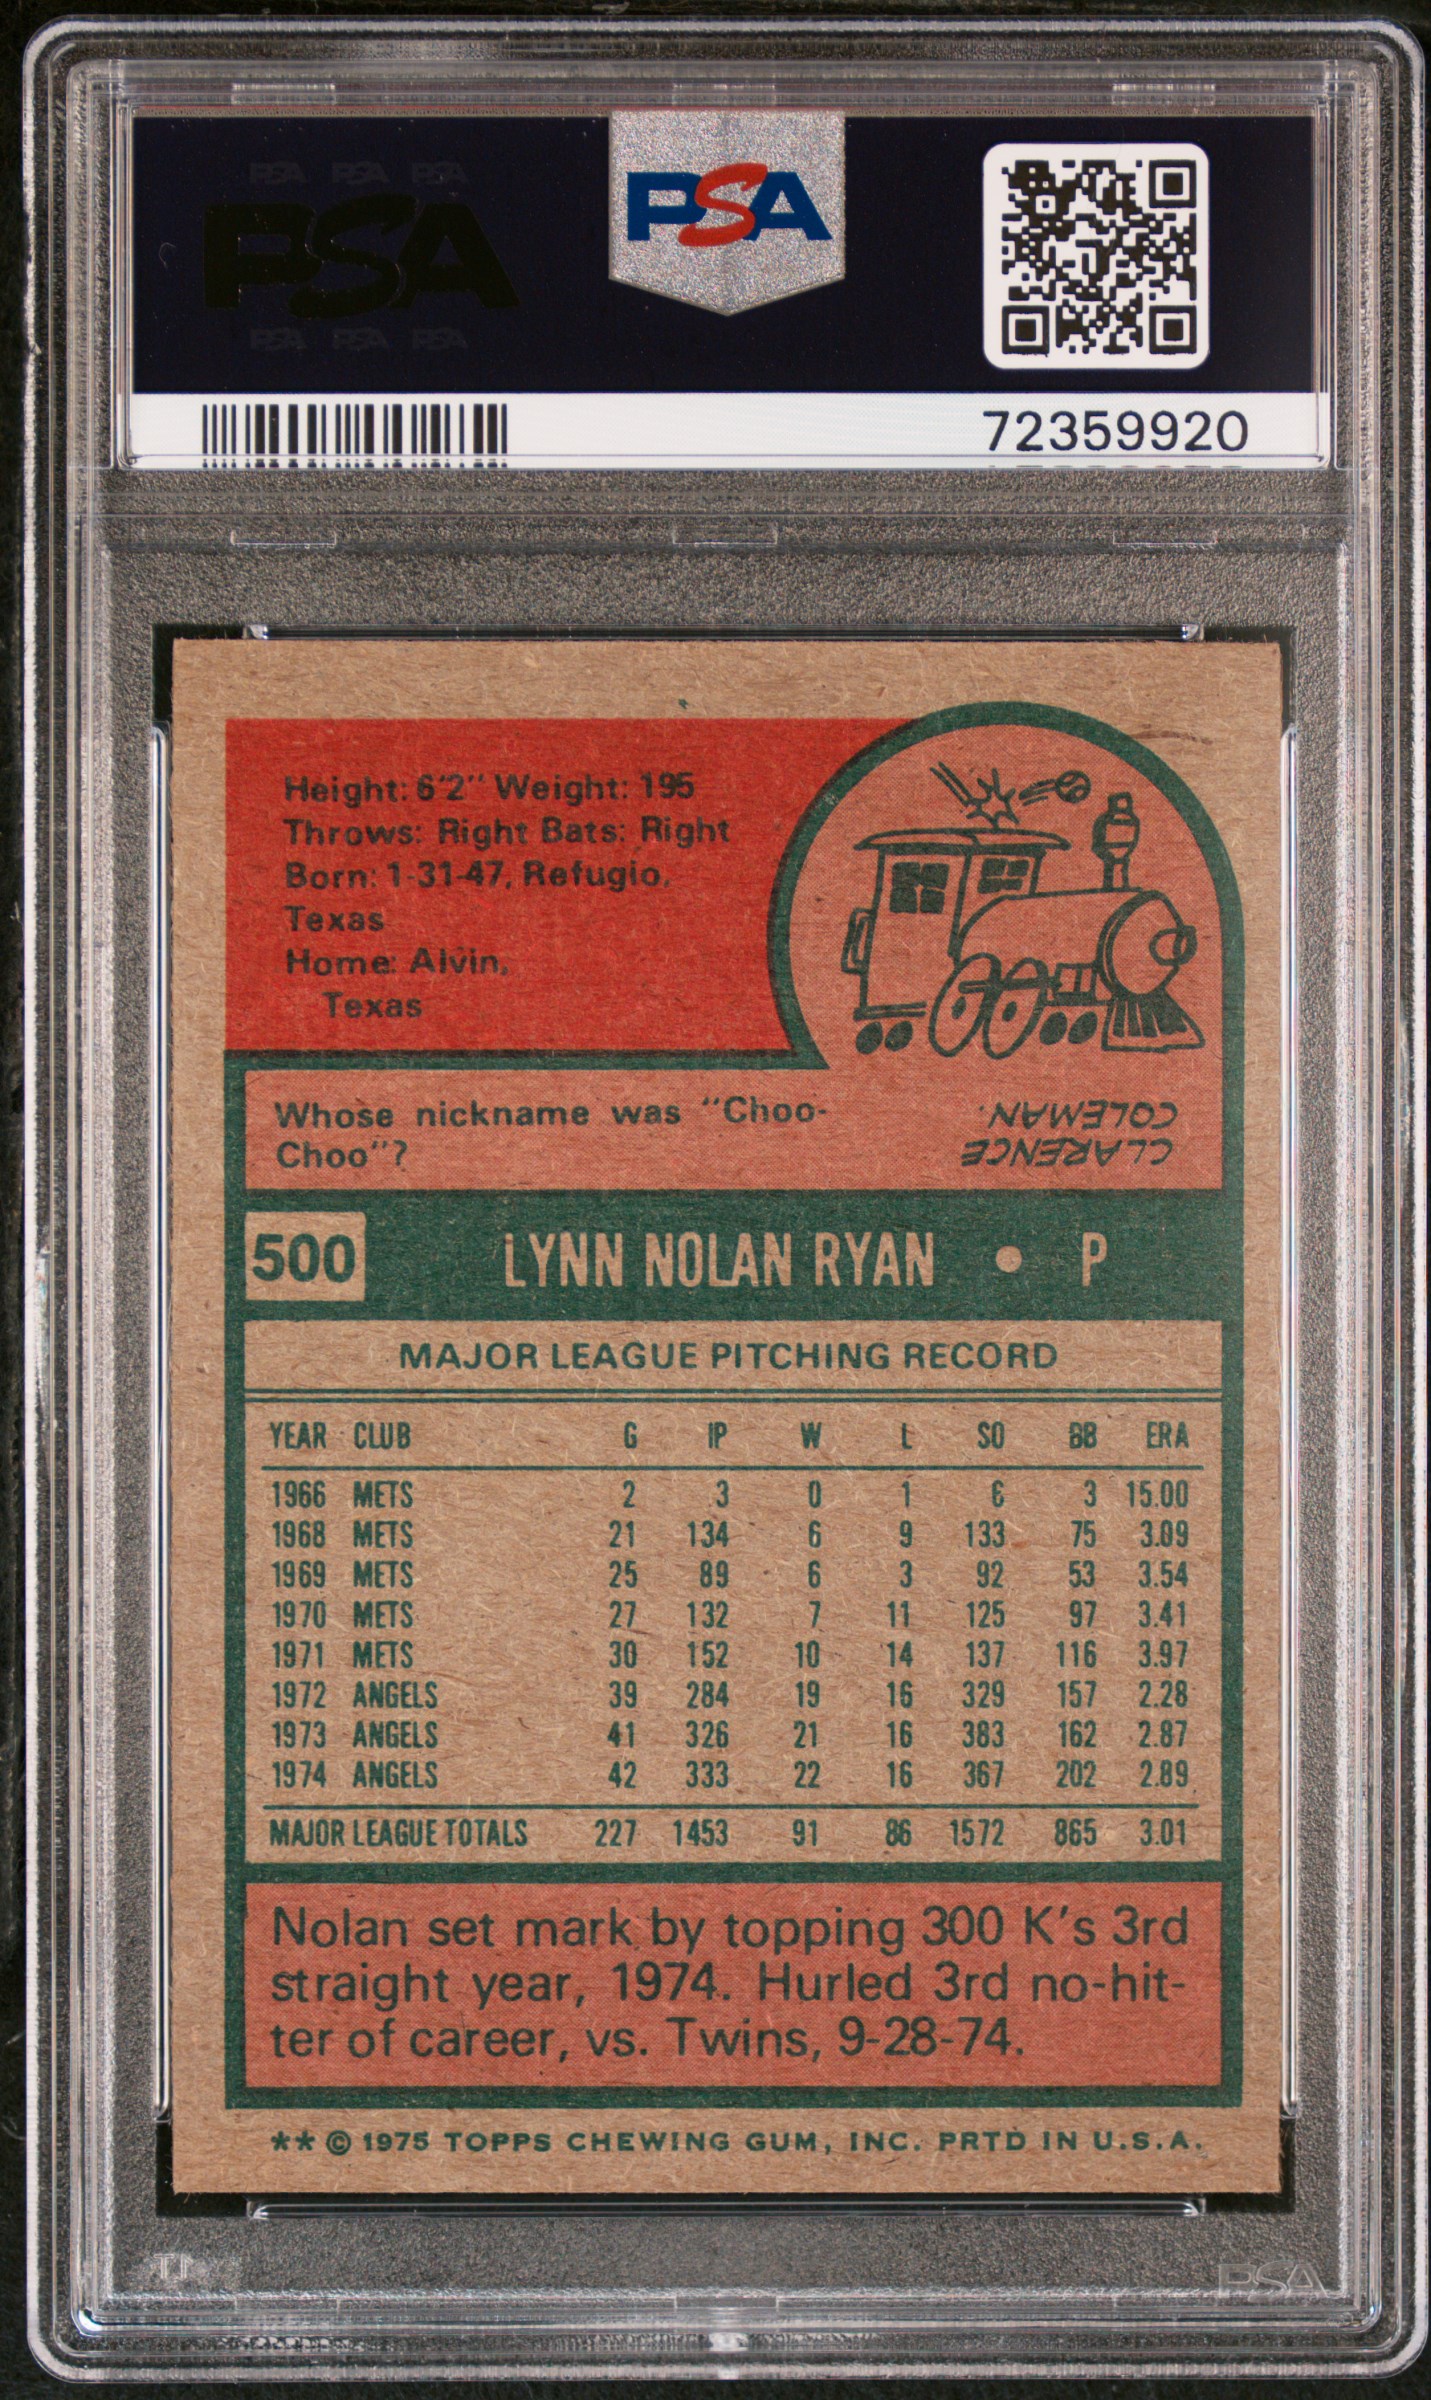 PSA PSA PSA
PSA
PSA PSA PSA
PSA
72359920
Height: 6'2" Weight: 195
Throws: Right Bats: Right
Born: 1-31-47, Refugio,
Texas
Home: Alvin,
Texas
Whose nickname was "Choo-
Choo"?
CLARENCE
COLEMAN.
500 LYNN NOLAN RYAN • P
MAJOR LEAGUE PITCHING RECORD
YEAR CLUB G IP W L SO BB ERA
1966 METS 2 3 0 1 6 3 15.00
1968 METS 21 134 6 9 133 75 3.09
1969 METS 25 89 6 3 92 53 3.54
1970 METS 27 132 7 11 125 97 3.41
1971 METS 30 152 10 14 137 116 3.97
1972 ANGELS 39 284 19 16 329 157 2.28
1973 ANGELS 41 326 21 16 383 162 2.87
1974 ANGELS 42 333 22 16 367 202 2.89
MAJOR LEAGUE TOTALS 227 1453 91 86 1572 865 3.01
Nolan set mark by topping 300 K's 3rd
straight year, 1974. Hurled 3rd no-hit-
ter of career, vs. Twins, 9-28-74.
** © 1975 TOPPS CHEWING GUM, INC. PRTD IN U.S.A.
PSA